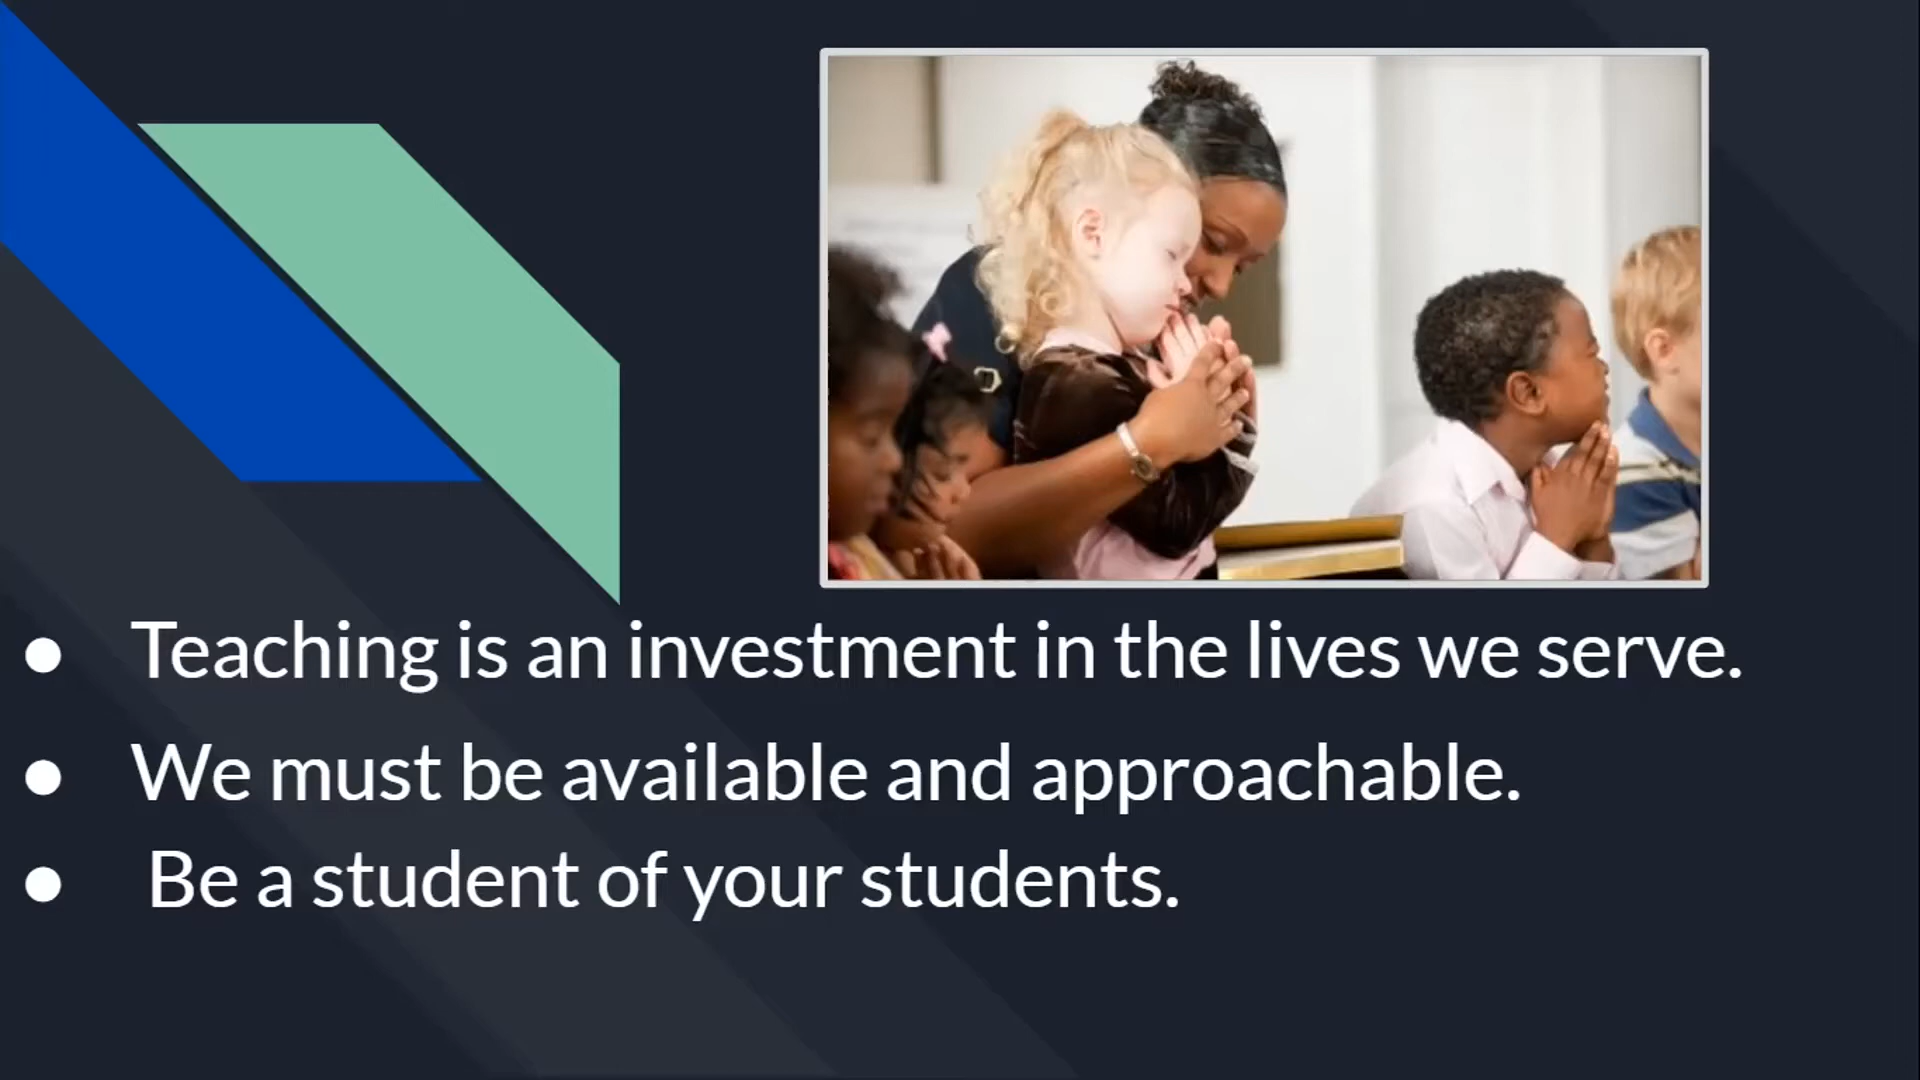 ● Teaching is an investment in the lives we serve.
● We must be available and approachable.
● Be a student of your students.